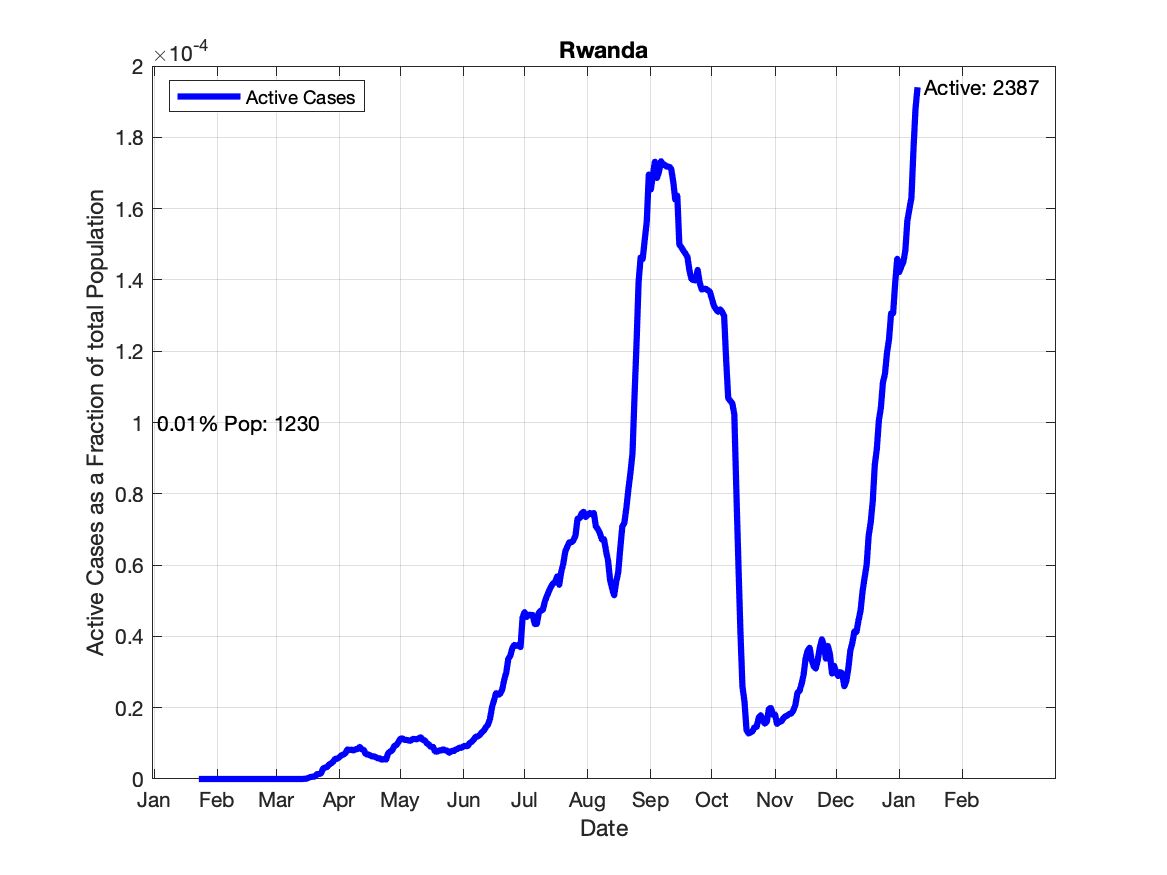 Rwanda
×10-4
Active Cases
Active: 2387
2
1.8
1.6
1.4
1.2
1
0.01% Pop: 1230
0.8
0.6
0.4
0.2
0
Active Cases as a Fraction of total Population
Jan Feb Mar Apr May Jun Jul Aug Sep Oct Nov Dec Jan Feb
Date